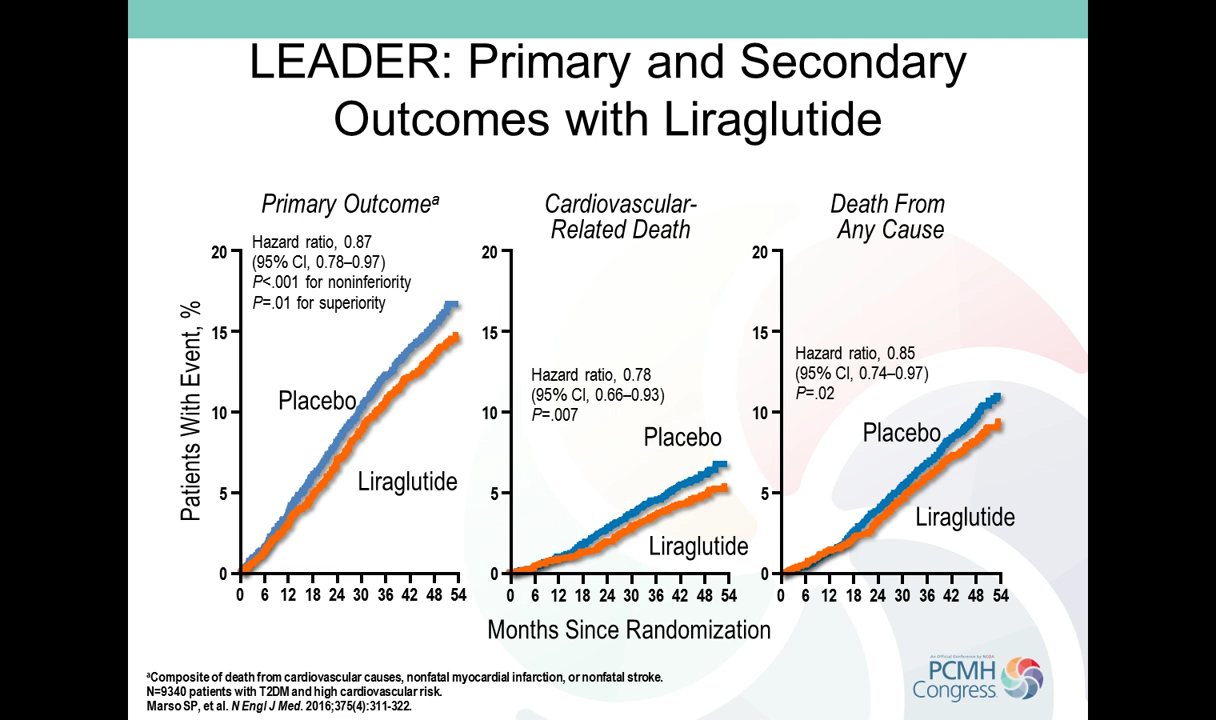 LEADER: Primary and Secondary
Outcomes with Liraglutide
Primary Outcomeᵃ
Hazard ratio, 0.87
(95% CI, 0.78–0.97)
P<.001 for noninferiority
P=.01 for superiority
Patients With Event, %
20
15
10
5
0
Placebo
Liraglutide
0 6 12 18 24 30 36 42 48 54
Cardiovascular-
Related Death
Hazard ratio, 0.78
(95% CI, 0.66–0.93)
P=.007
20
15
10
5
0
Placebo
Liraglutide
0 6 12 18 24 30 36 42 48 54
Death From
Any Cause
Hazard ratio, 0.85
(95% CI, 0.74–0.97)
P=.02
20
15
10
5
0
Placebo
Liraglutide
0 6 12 18 24 30 36 42 48 54
Months Since Randomization
ᵃComposite of death from cardiovascular causes, nonfatal myocardial infarction, or nonfatal stroke.
N=9340 patients with T2DM and high cardiovascular risk.
Marso SP, et al. N Engl J Med. 2016;375(4):311-322.
An Official Conference by NCQA
PCMH
Congress